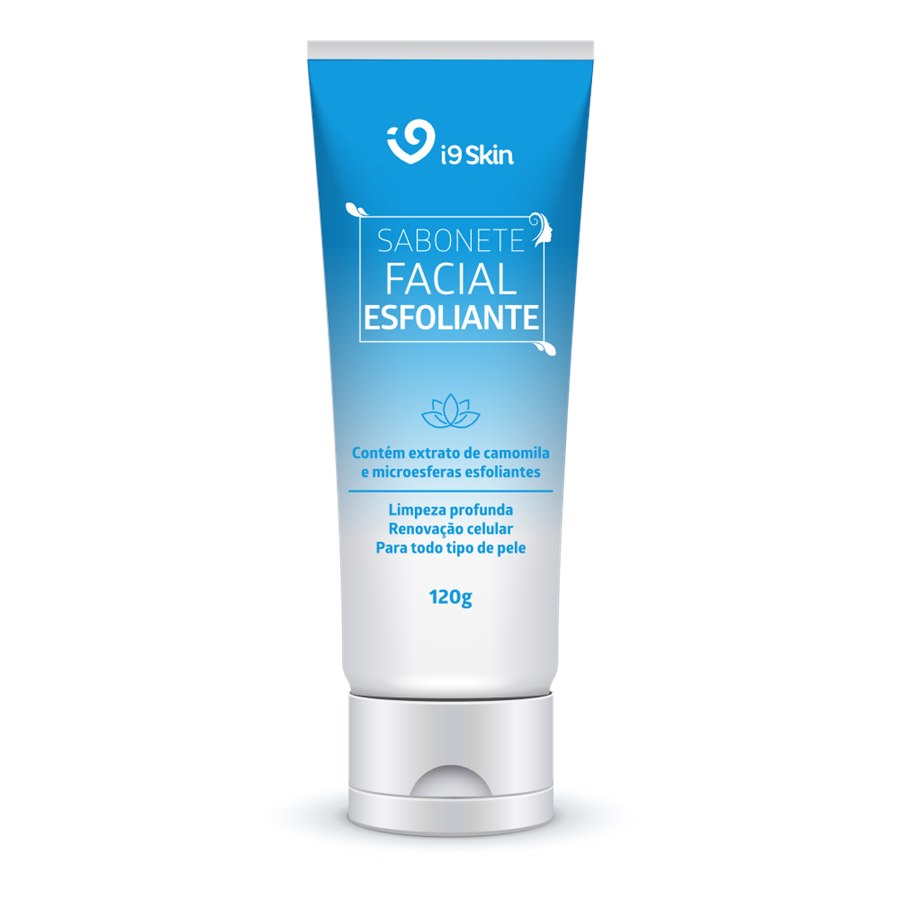 i9 Skin
SABONETE
FACIAL
ESFOLIANTE
Contém extrato de camomila
e microesferas esfoliantes
Limpeza profunda
Renovação celular
Para todo tipo de pele
120g